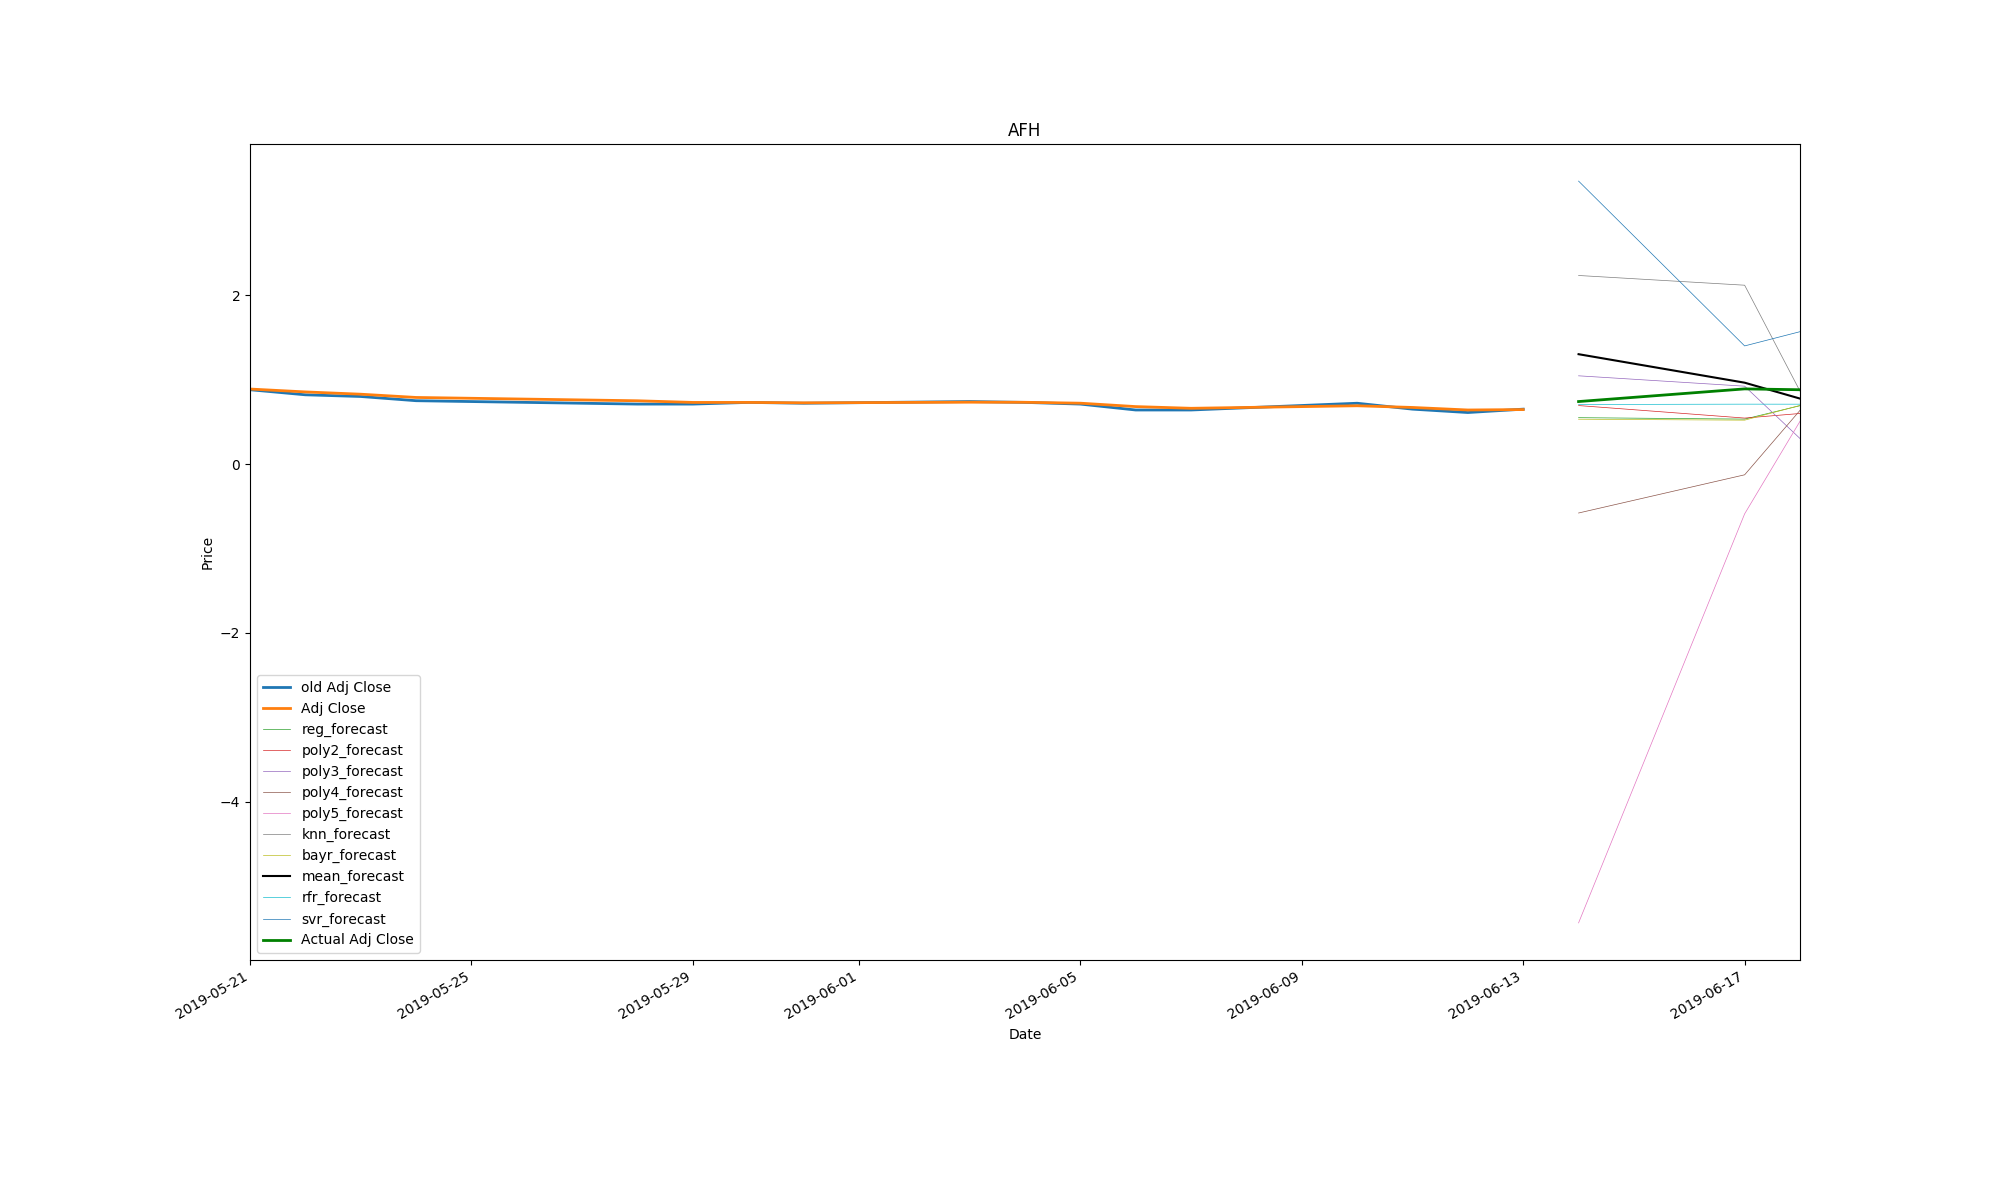 AFH
2
0
−2
−4
Price
old Adj Close
Adj Close
reg_forecast
poly2_forecast
poly3_forecast
poly4_forecast
poly5_forecast
knn_forecast
bayr_forecast
mean_forecast
rfr_forecast
svr_forecast
Actual Adj Close
2019-05-21
2019-05-25
2019-05-29
2019-06-01
2019-06-05
2019-06-09
2019-06-13
2019-06-17
Date